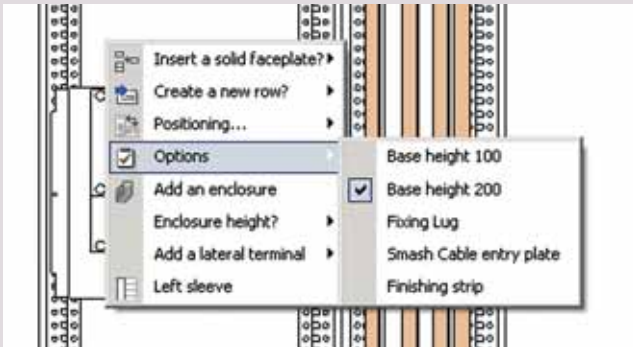 Insert a solid faceplate?
Create a new row?
Positioning...
Options
Add an enclosure
Enclosure height?
Add a lateral terminal
Left sleeve
Base height 100
Base height 200
Fixing Lug
Smash Cable entry plate
Finishing strip